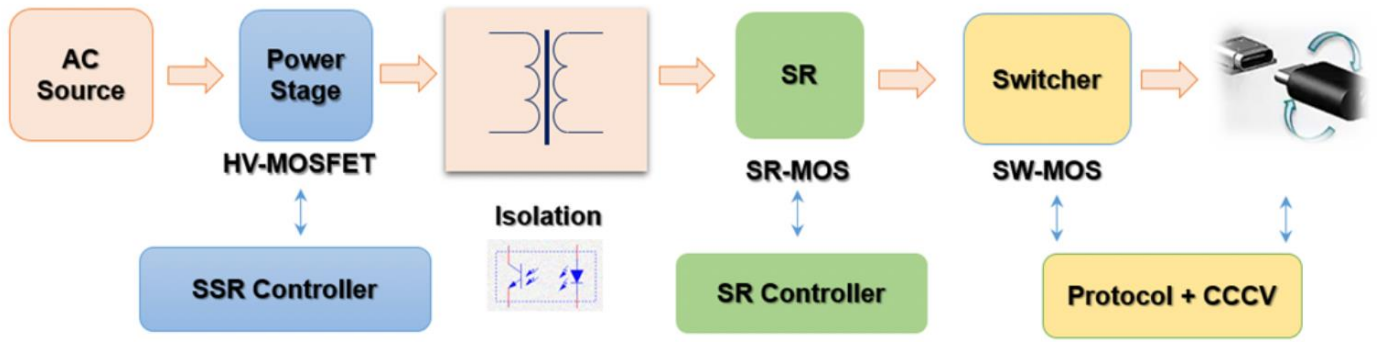 AC
Source
Power
Stage
SR
Switcher
HV-MOSFET
SR-MOS
SW-MOS
Isolation
SSR Controller
SR Controller
Protocol + CCCV